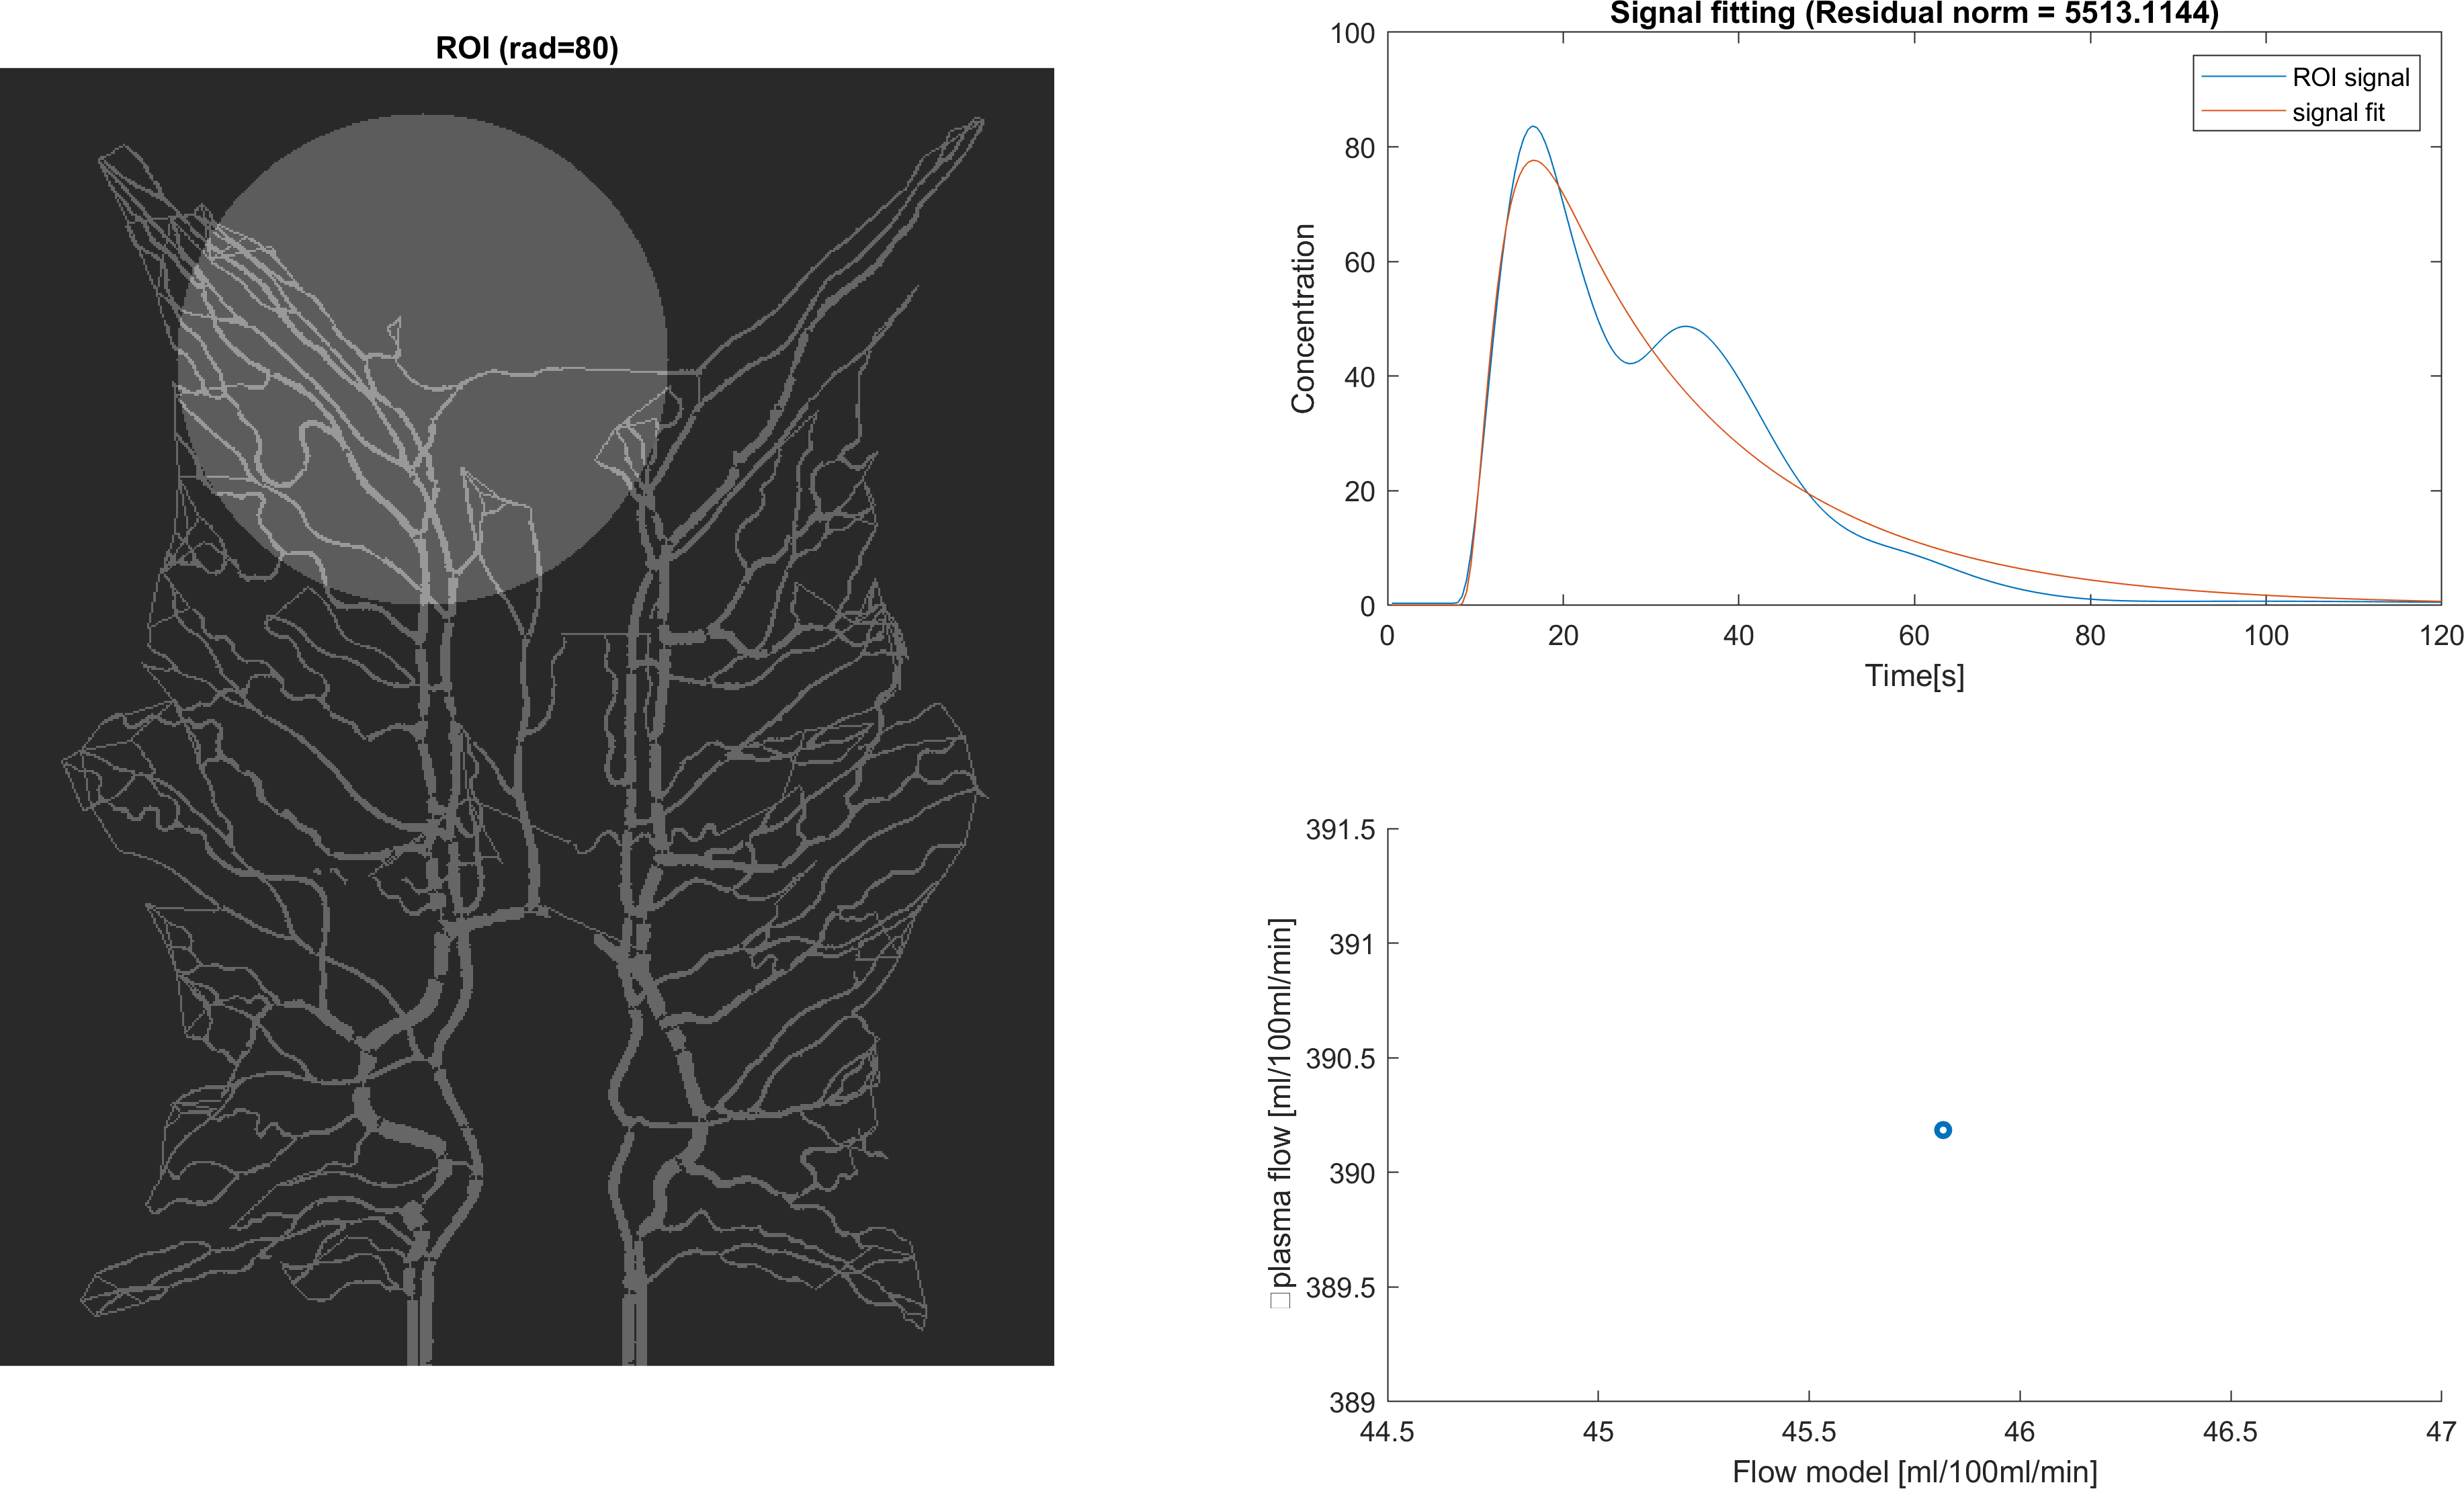 ROI (rad=80)
Signal fitting (Residual norm = 5513.1144)
100
80
60
40
20
0
Concentration
ROI signal
signal fit
0 20 40 60 80 100 120
Time[s]
391.5
391
390.5
390
389.5
389
□plasma flow [ml/100ml/min]
44.5 45 45.5 46 46.5 47
Flow model [ml/100ml/min]